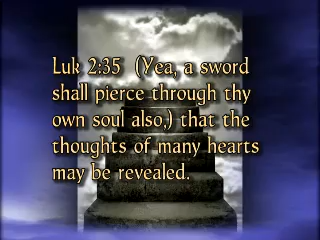 Luk 2:35  (Yea, a sword
shall pierce through thy
own soul also,) that the
thoughts of many hearts
may be revealed.